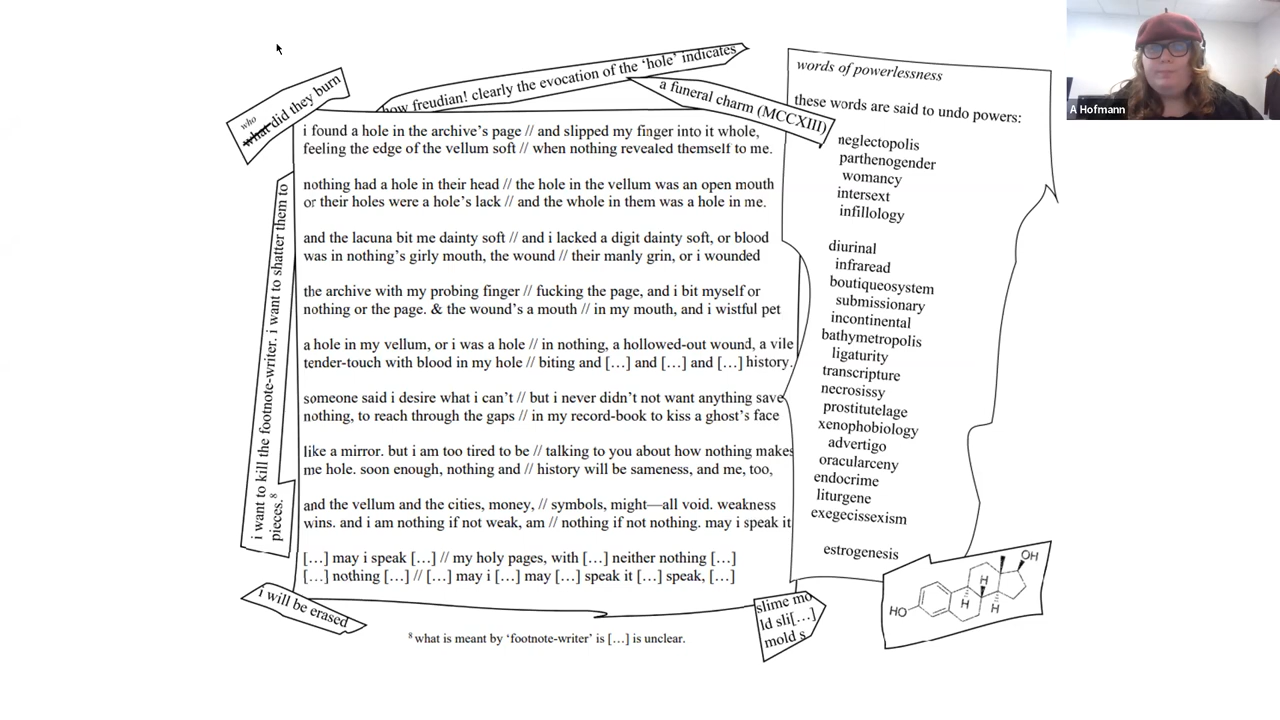 who
what did they burn
how freudian! clearly the evocation of the ‘hole’ indicates
a funeral charm (MCCXIII)
i found a hole in the archive’s page // and slipped my finger into it whole,
feeling the edge of the vellum soft // when nothing revealed themself to me.
nothing had a hole in their head // the hole in the vellum was an open mouth
or their holes were a hole’s lack // and the whole in them was a hole in me.
and the lacuna bit me dainty soft // and i lacked a digit dainty soft, or blood
was in nothing’s girly mouth, the wound // their manly grin, or i wounded
the archive with my probing finger // fucking the page, and i bit myself or
nothing or the page. & the wound’s a mouth // in my mouth, and i wistful pet
a hole in my vellum, or i was a hole // in nothing, a hollowed-out wound, a vile
tender-touch with blood in my hole // biting and […] and […] and […] history.
someone said i desire what i can’t // but i never didn’t not want anything save
nothing, to reach through the gaps // in my record-book to kiss a ghost’s face
like a mirror. but i am too tired to be // talking to you about how nothing makes
me hole. soon enough, nothing and // history will be sameness, and me, too,
and the vellum and the cities, money, // symbols, might—all void. weakness
wins. and i am nothing if not weak, am // nothing if not nothing. may i speak it
[…] may i speak […] // my holy pages, with […] neither nothing […]
[…] nothing […] // […] may i […] may […] speak it […] speak, […]
i want to kill the footnote-writer. i want to shatter them to
pieces.⁸
i will be erased
⁸ what is meant by ‘footnote-writer’ is […] is unclear.
slime mo
ld sli[…]
mold s
words of powerlessness
these words are said to undo powers:
neglectopolis
parthenogender
womancy
intersext
infillology
diurinal
infraread
boutiqueosystem
submissionary
incontinental
bathymetropolis
ligaturity
transcripture
necrosissy
prostitutelage
xenophobiology
advertigo
oracularceny
endocrime
liturgene
exegecissexism
estrogenesis
OH
H
H
H
HO
A Hofmann